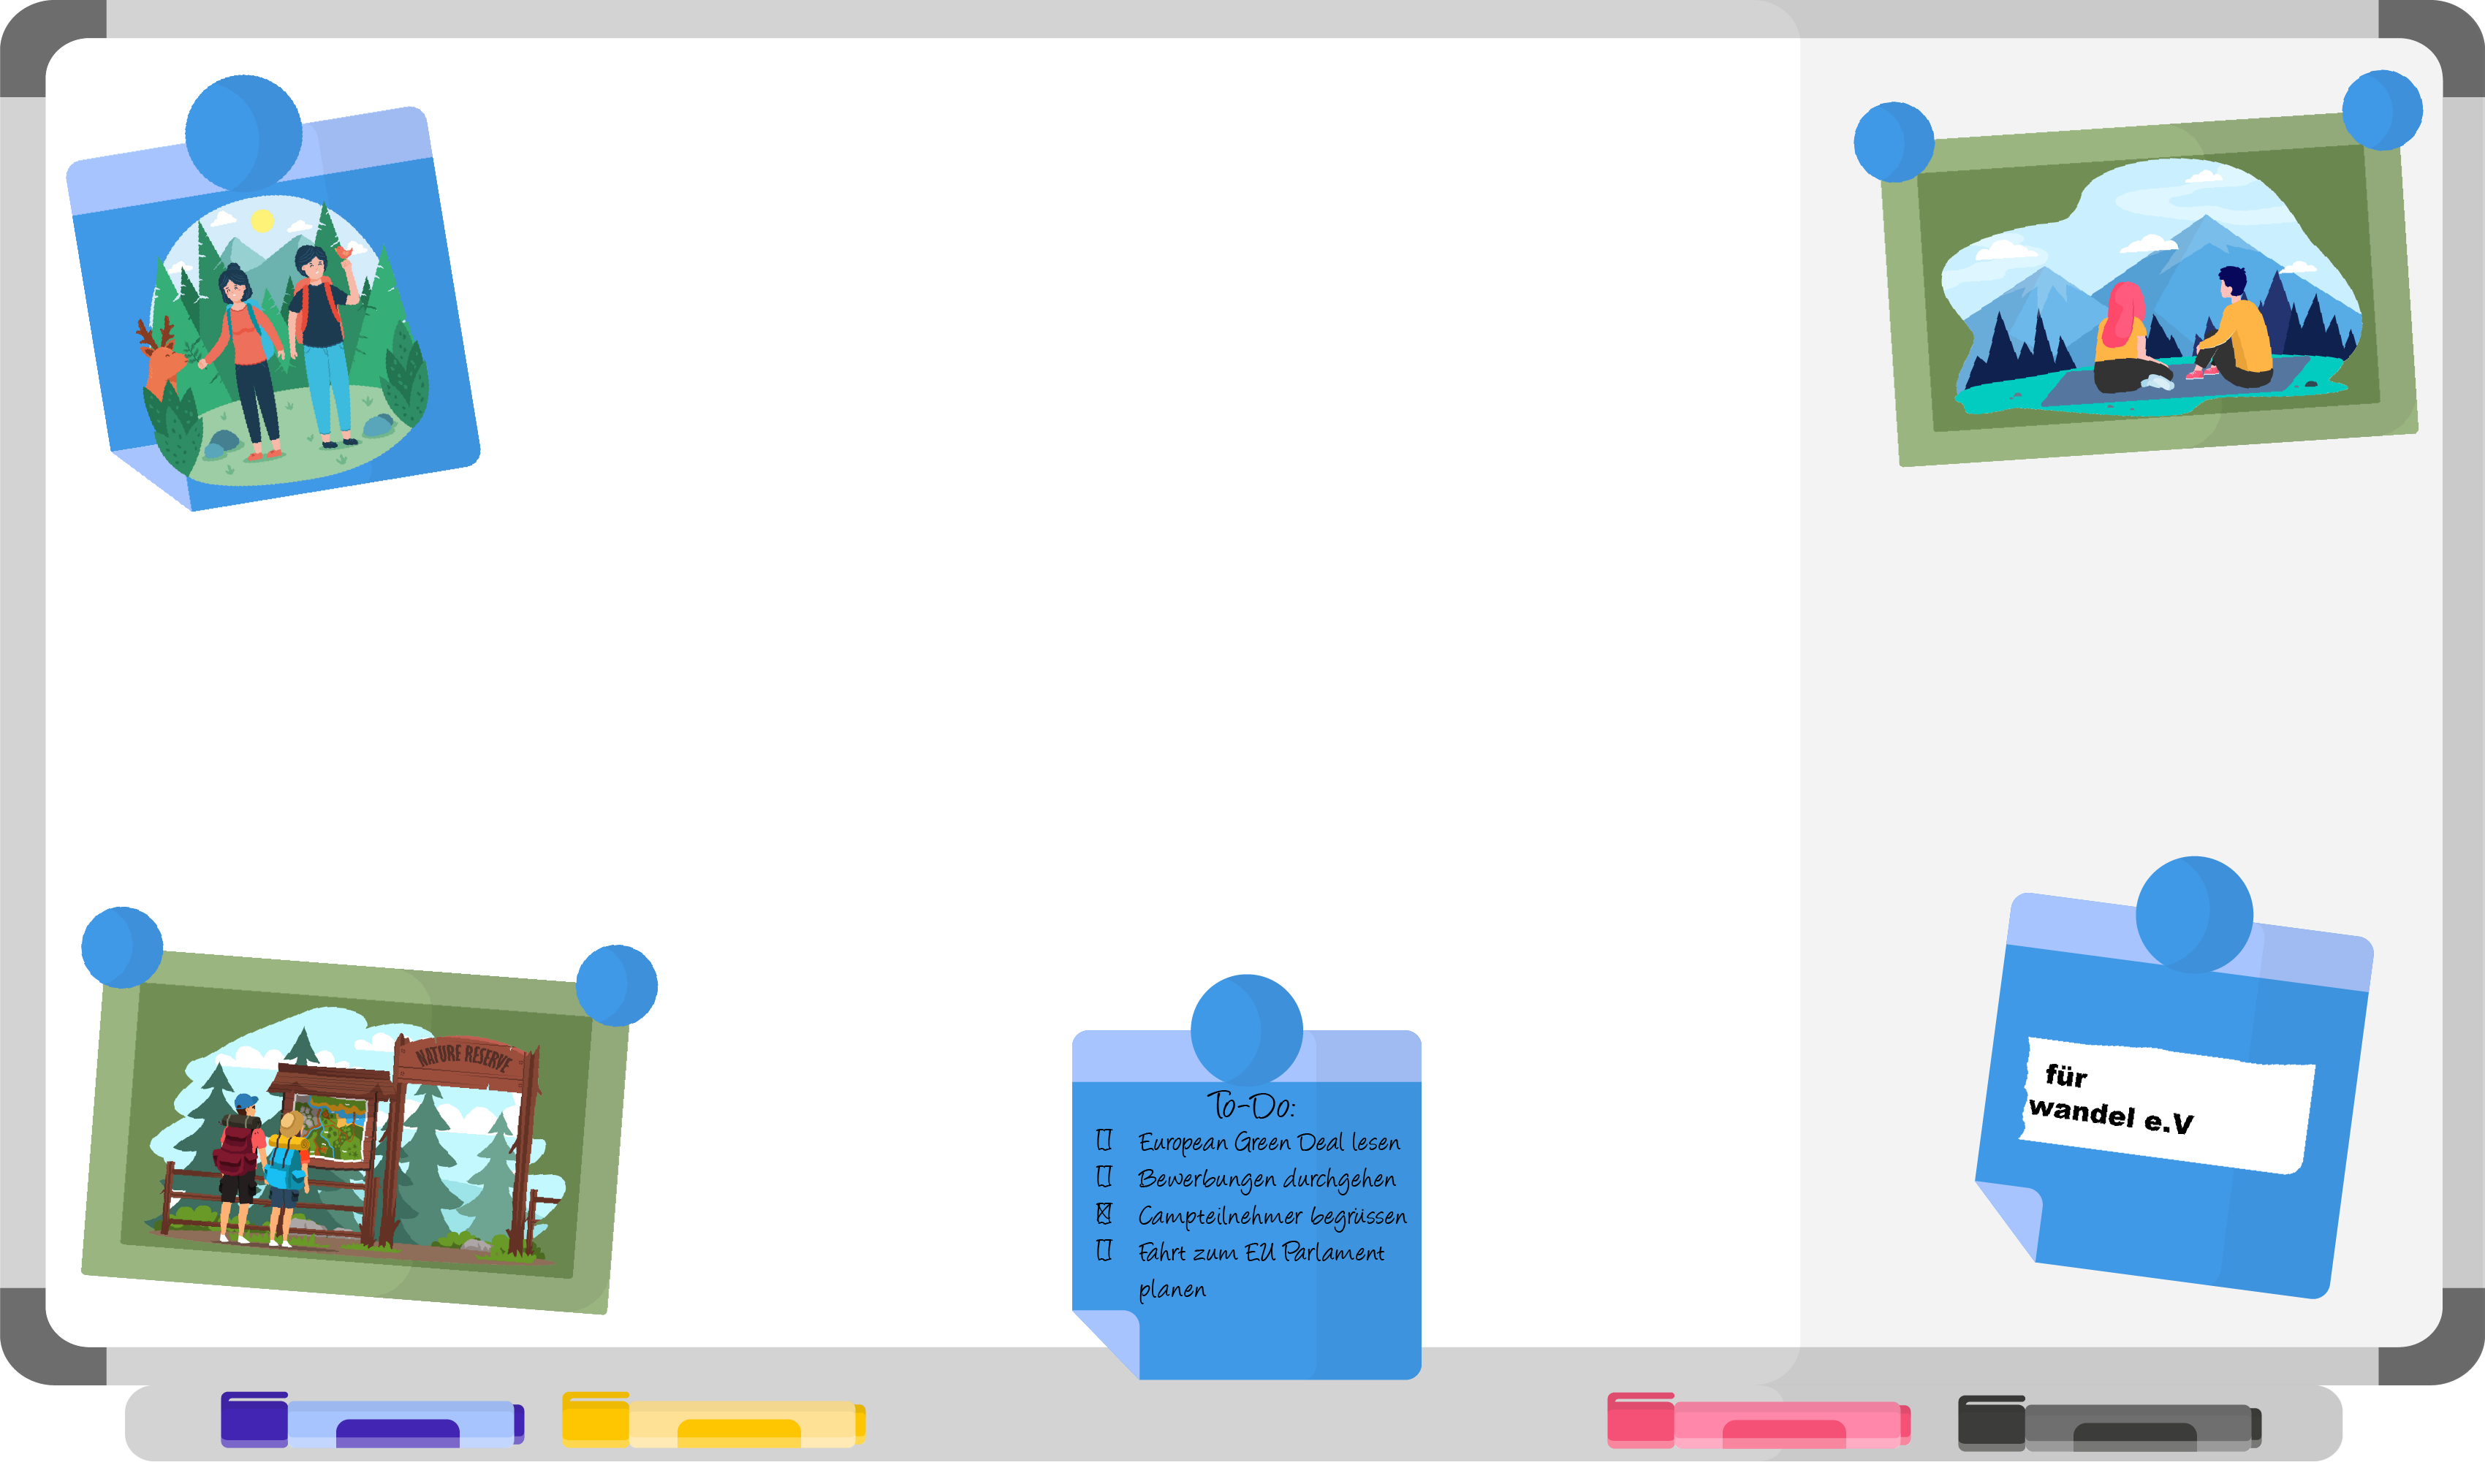 NATURE RESERVE
To-Do:
European Green Deal lesen
Bewerbungen durchgehen
Campteilnehmer begrüssen
Fahrt zum EU Parlament
planen
für
wandel e.V